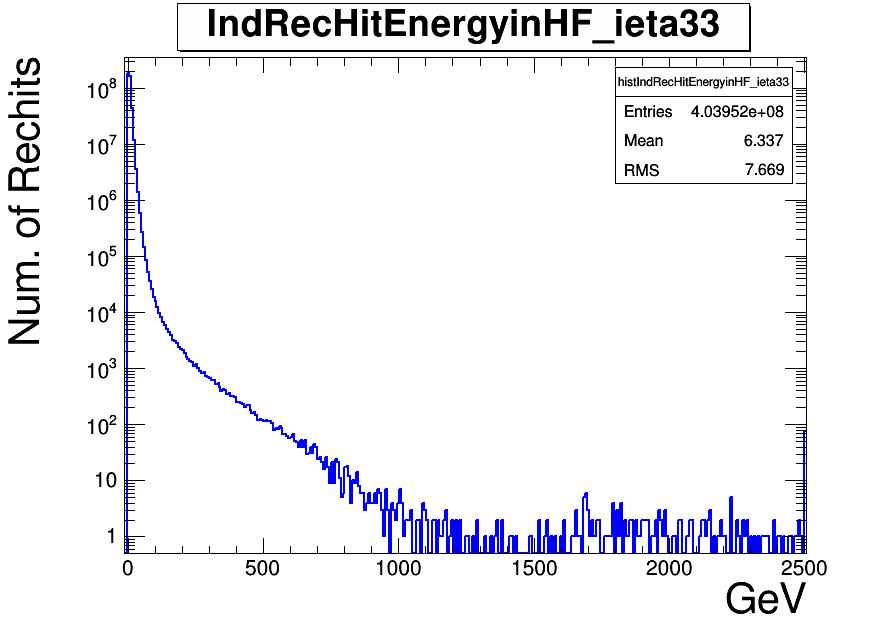 IndRecHitEnergyinHF_ieta33
histIndRecHitEnergyinHF_ieta33
Entries 4.03952e+08
Mean 6.337
RMS 7.669
Num. of Rechits
10^8
10^7
10^6
10^5
10^4
10^3
10^2
10
1
0 500 1000 1500 2000 2500
GeV